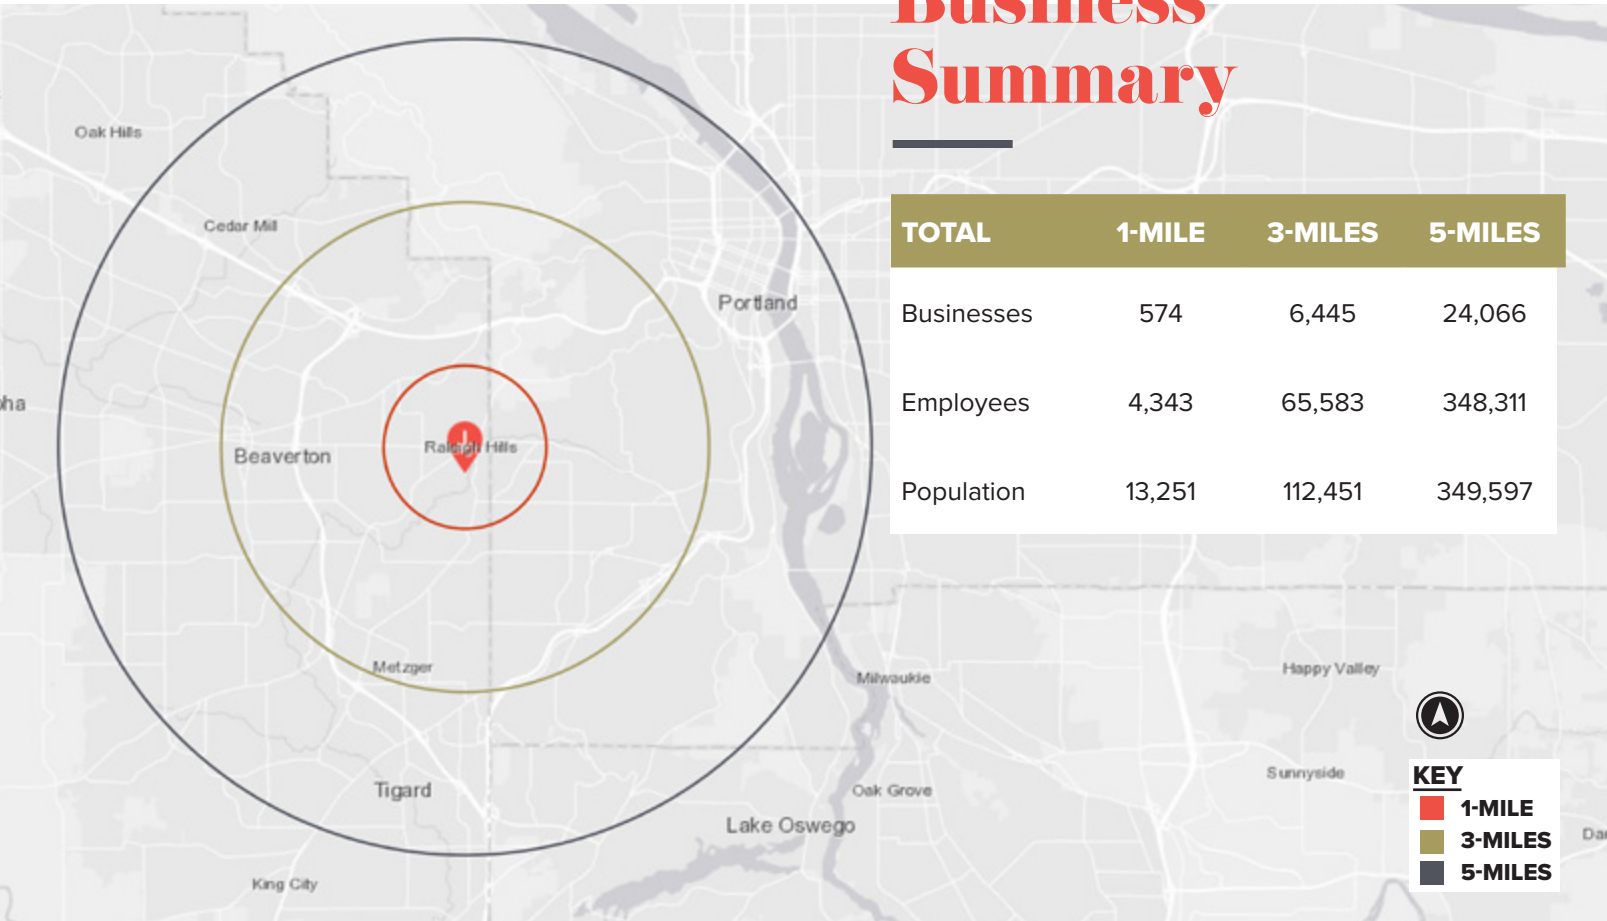 Business
Summary
TOTAL 1-MILE 3-MILES 5-MILES
Businesses 574 6,445 24,066
Employees 4,343 65,583 348,311
Population 13,251 112,451 349,597
Oak Hills
Cedar Mill
Portland
Beaverton
Raleigh Hills
Metzger
Milwaukie
Happy Valley
Tigard
Oak Grove
Sunnyside
Lake Oswego
King City
KEY
1-MILE
3-MILES
5-MILES